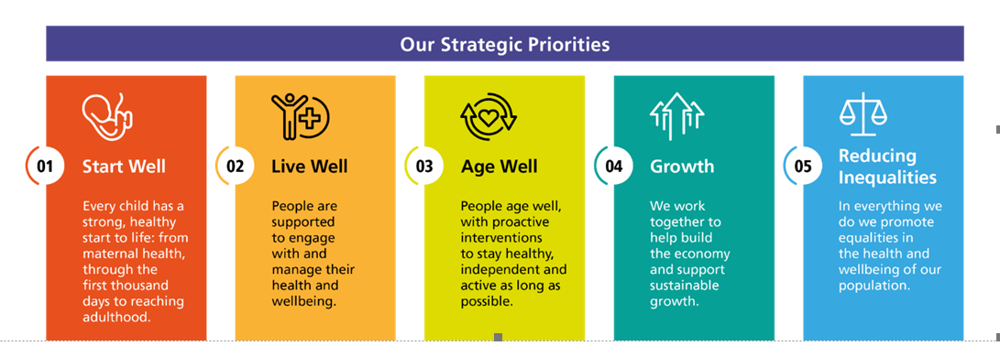 Our Strategic Priorities
01
Start Well
Every child has a
strong, healthy
start to life: from
maternal health,
through the
first thousand
days to reaching
adulthood.
02
Live Well
People are
supported
to engage
with and
manage their
health and
wellbeing.
03
Age Well
People age well,
with proactive
interventions
to stay healthy,
independent and
active as long as
possible.
04
Growth
We work
together to
help build
the economy
and support
sustainable
growth.
05
Reducing
Inequalities
In everything we
do we promote
equalities in
the health and
wellbeing of our
population.